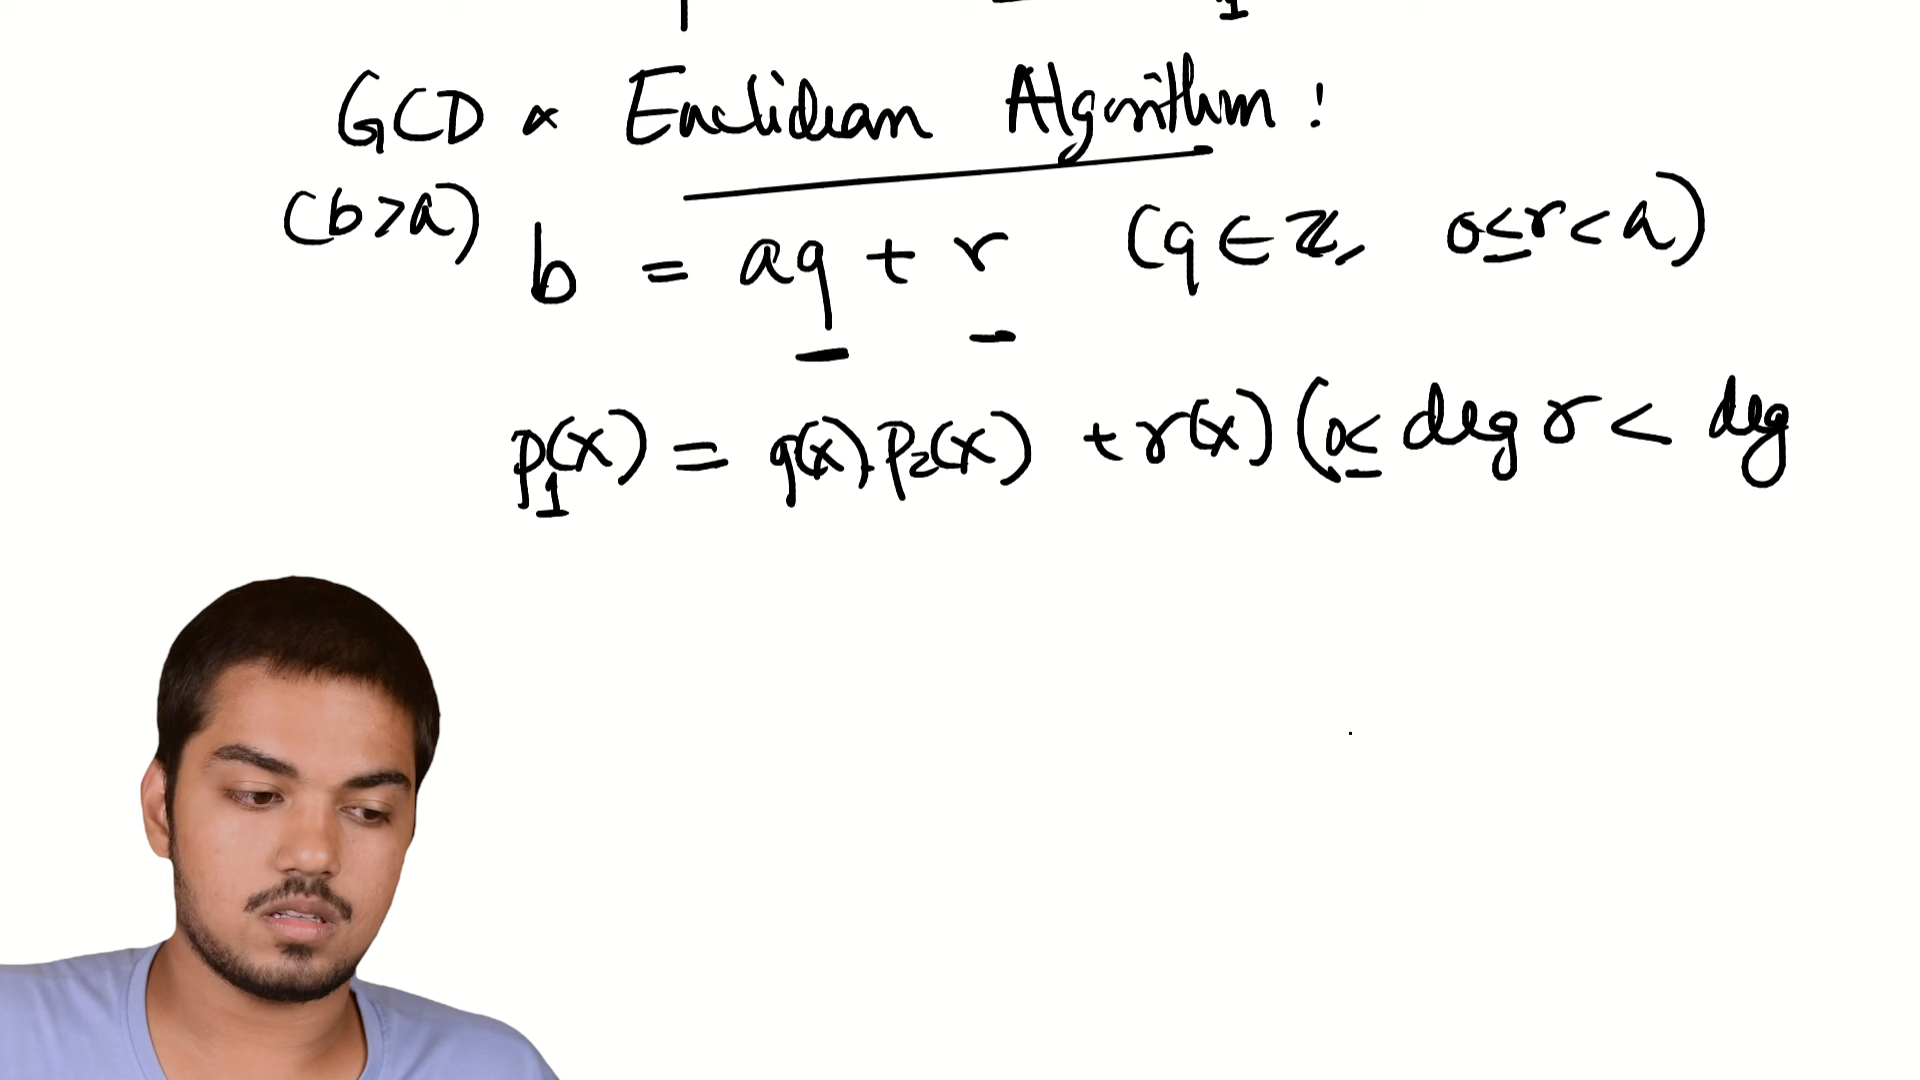 GCD & Euclidean Algorithm :
(b>a) b = aq + r (q ∈ ℤ, 0≤r<a)
p₁(x) = q(x).p₂(x) + r(x) (0≤ deg r < deg